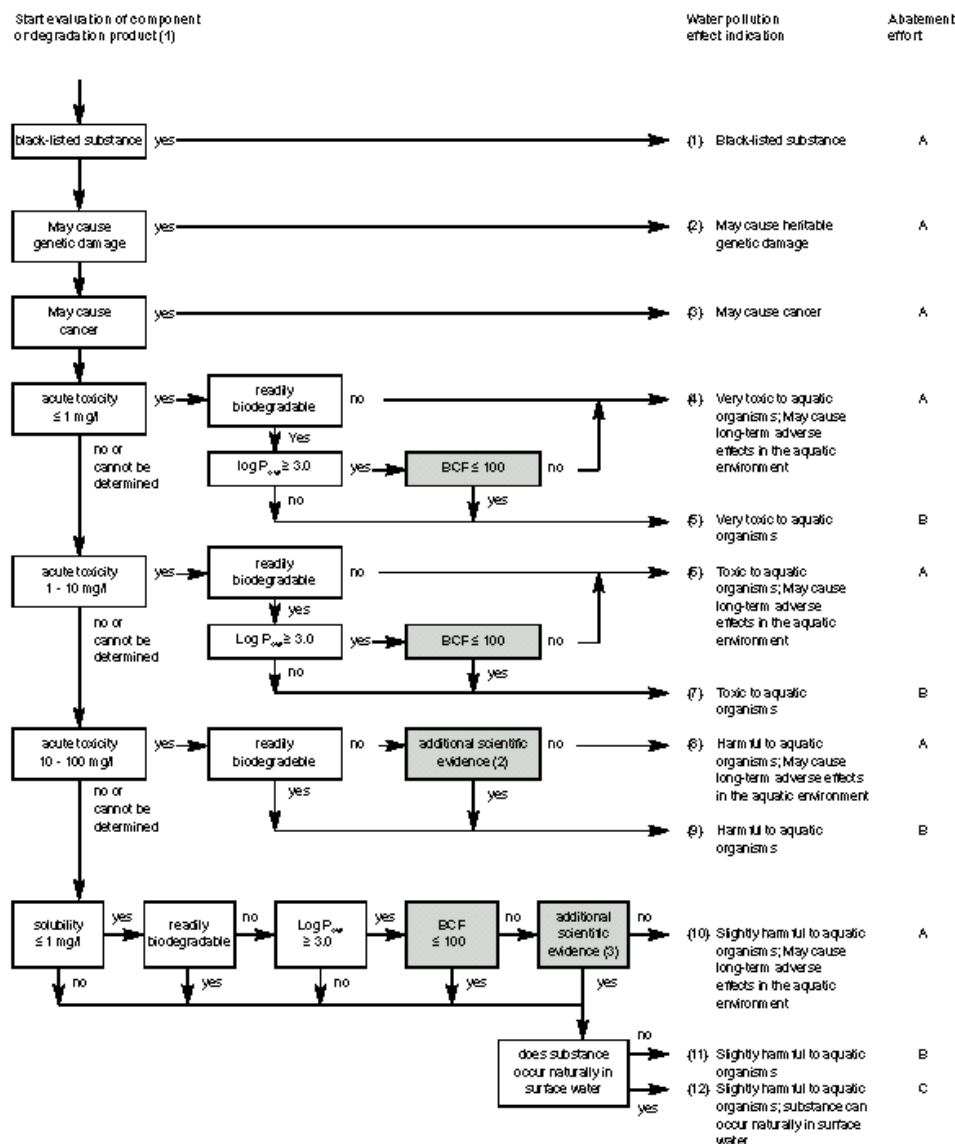 Start evaluation of component
or degradation product (1)
Water pollution
effect indication
Abatement
effort
black-listed substance
yes
(1) Black-listed substance
A
May cause
genetic damage
yes
(2) May cause heritable
genetic damage
A
May cause
cancer
yes
(3) May cause cancer
A
acute toxicity
≤ 1 mg/l
yes
readily
biodegradable
no
(4) Very toxic to aquatic
organisms; May cause
long-term adverse
effects in the aquatic
environment
A
no or
cannot be
determined
Yes
log Pow ≥ 3.0
yes
BCF ≤ 100
no
no
yes
(5) Very toxic to aquatic
organisms
B
acute toxicity
1 - 10 mg/l
yes
readily
biodegradable
no
(6) Toxic to aquatic
organisms; May cause
long-term adverse
effects in the aquatic
environment
A
no or
cannot be
determined
yes
Log Pow ≥ 3.0
yes
BCF ≤ 100
no
no
yes
(7) Toxic to aquatic
organisms
B
acute toxicity
10 - 100 mg/l
yes
readily
biodegradeble
no
additional scientific
evidence (2)
no
(8) Harmful to aquatic
organisms; May cause
long-term adverse effects
in the aquatic environment
A
no or
cannot be
determined
yes
yes
(9) Harmful to aquatic
organisms
B
solubility
≤ 1 mg/l
yes
readily
biodegradable
no
Log Pow
≥ 3.0
yes
BCF
≤ 100
no
additional
scientific
evidence (3)
no
(10) Slightly harmful to aquatic
organisms; May cause
long-term adverse
effects in the aquatic
environment
A
no
yes
no
yes
yes
does substance
occur naturally in
surface water
no
(11) Slightly harmful to aquatic
organisms
B
yes
(12) Slightly harmful to aquatic
organisms; substance can
occur naturally in surface
water
C